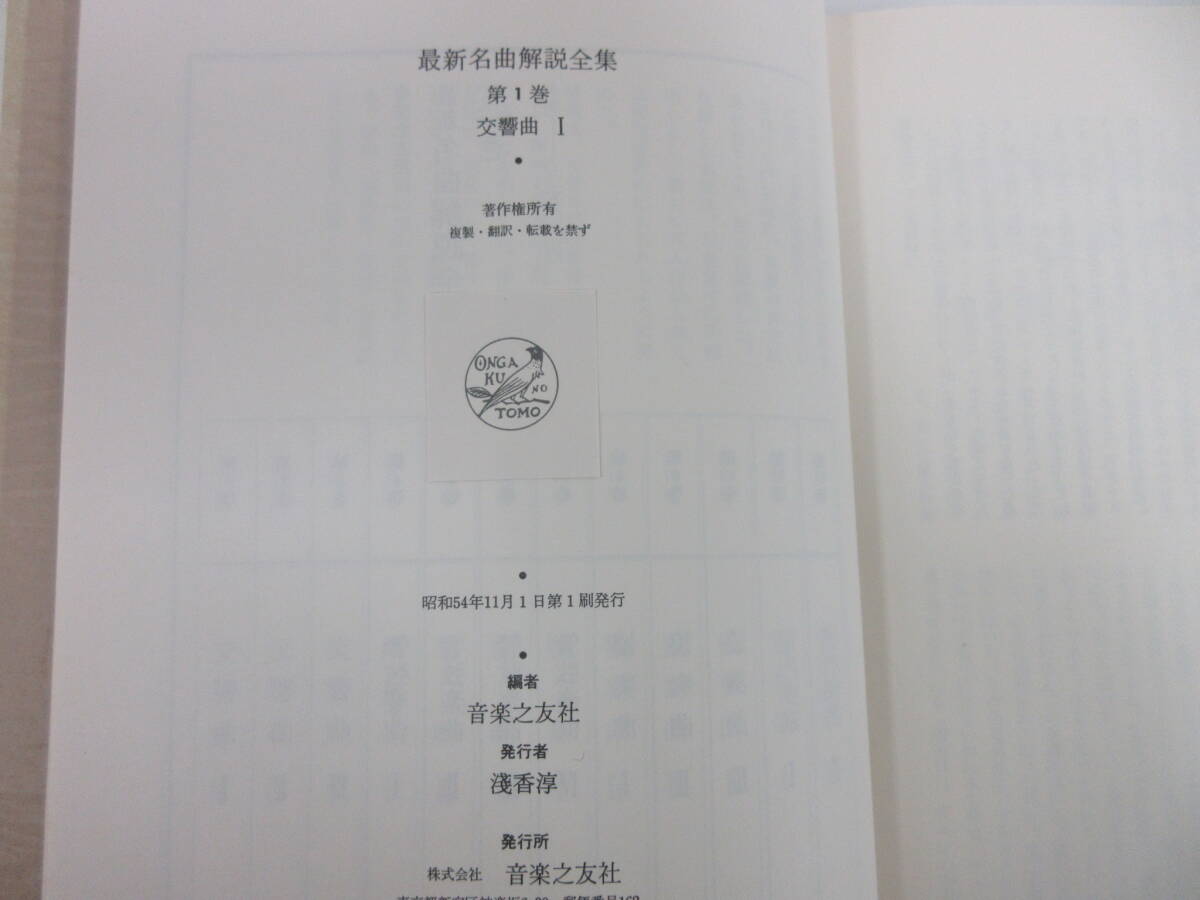 最新名曲解説全集
第1巻
交響曲 I
●
著作権所有
複製・翻訳・転載を禁ず
ONGA
KU
NO
TOMO
●
昭和54年11月1日第1刷発行
●
編者
音楽之友社
発行者
淺香淳
発行所
株式会社 音楽之友社